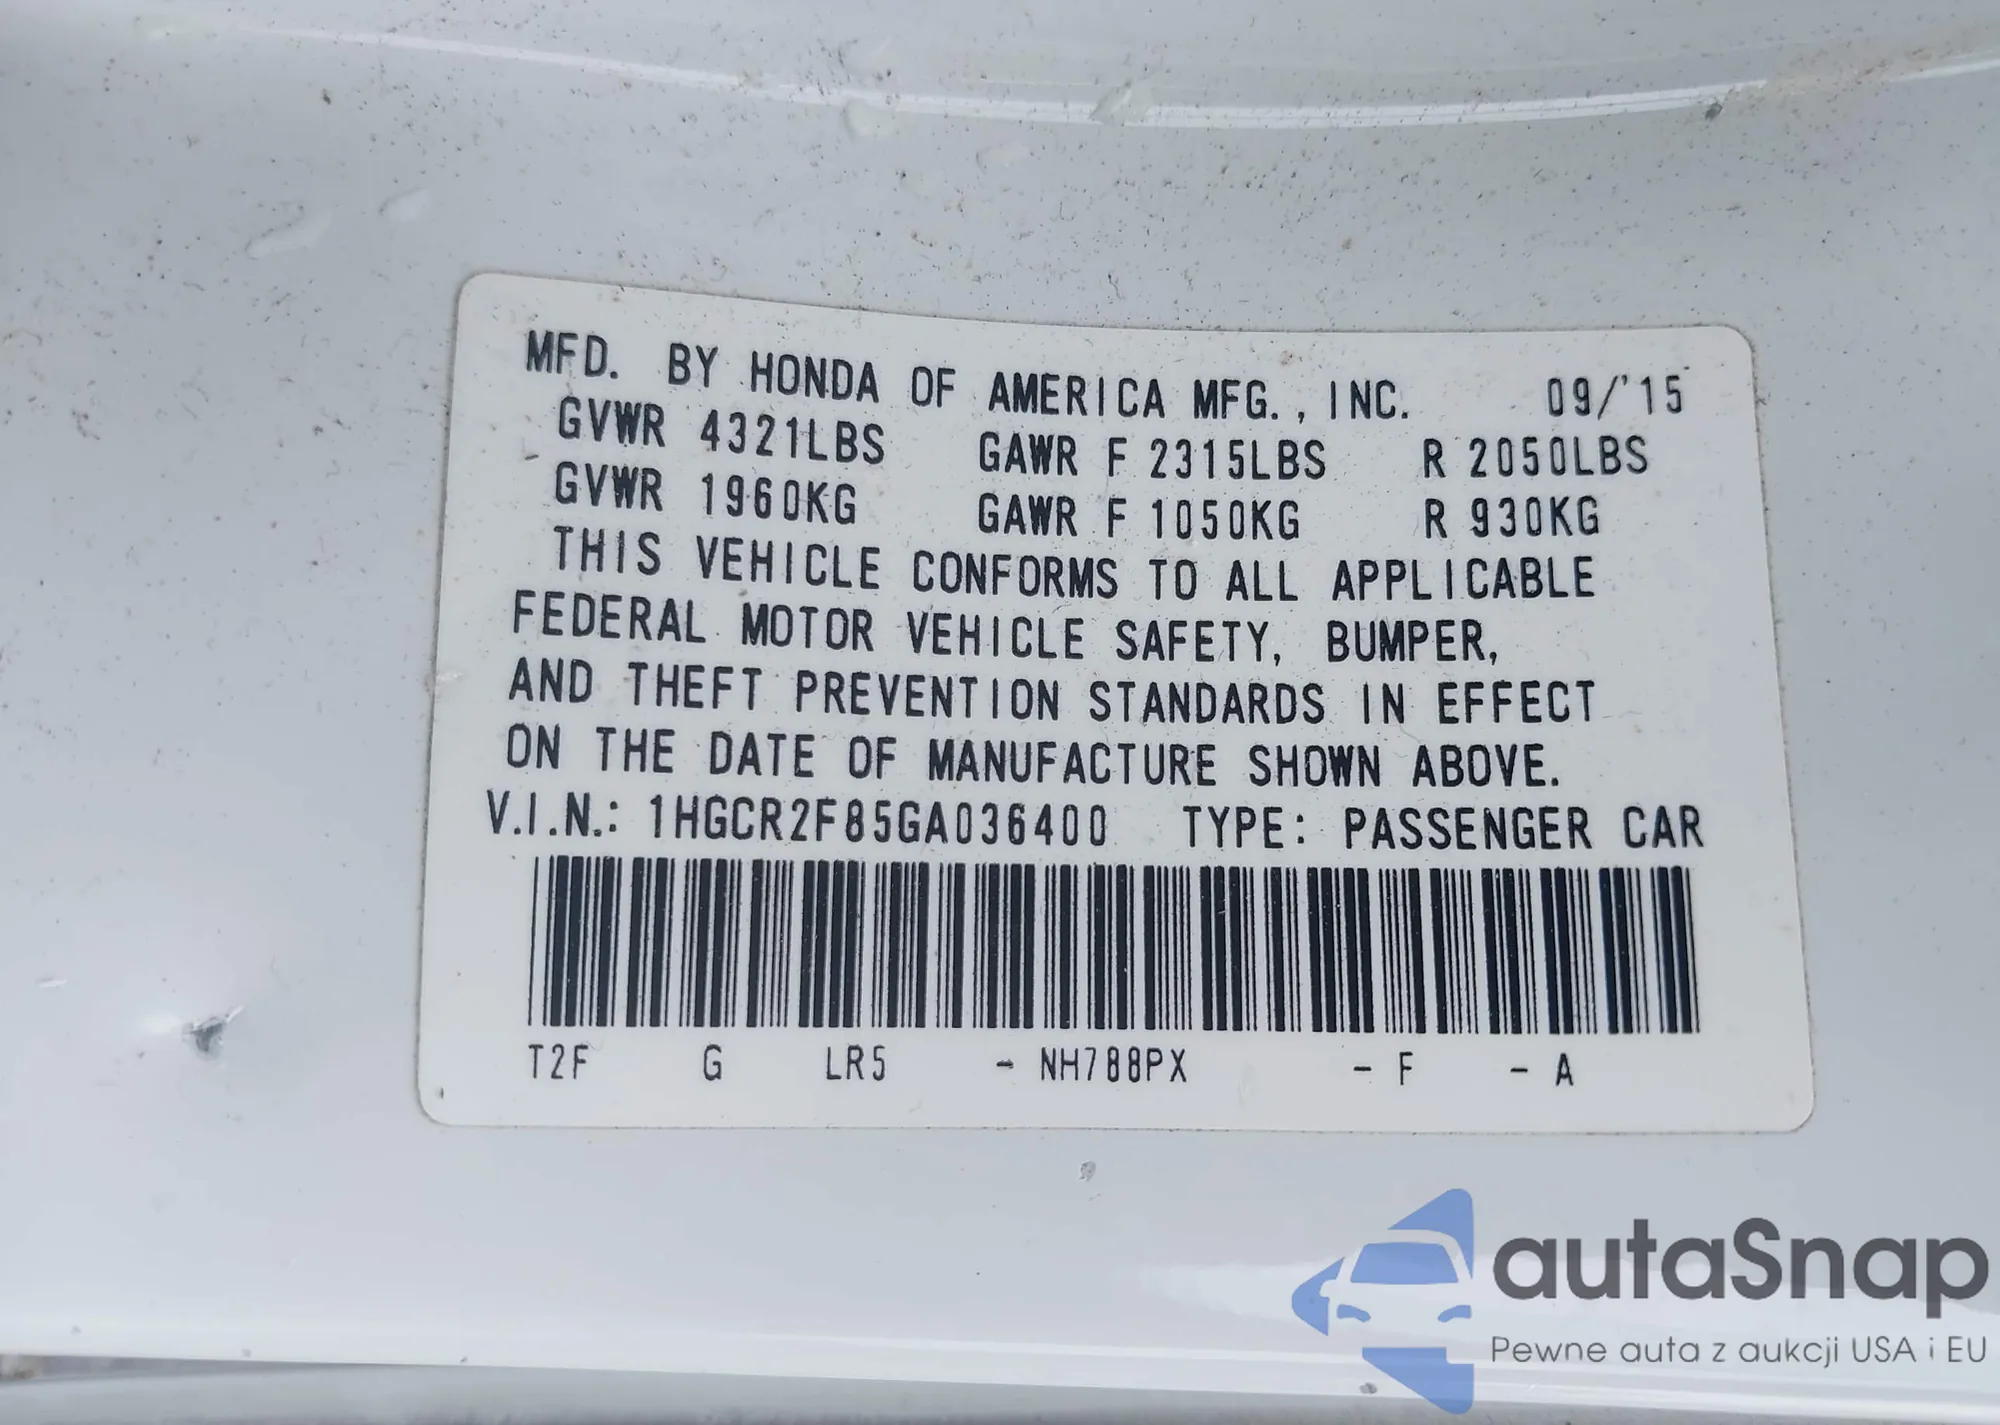 MFD. BY HONDA OF AMERICA MFG., INC. 09/'15
GVWR 4321LBS GAWR F 2315LBS R 2050LBS
GVWR 1960KG GAWR F 1050KG R 930KG
THIS VEHICLE CONFORMS TO ALL APPLICABLE
FEDERAL MOTOR VEHICLE SAFETY, BUMPER,
AND THEFT PREVENTION STANDARDS IN EFFECT
ON THE DATE OF MANUFACTURE SHOWN ABOVE.
V.I.N.: 1HGCR2F85GA036400 TYPE: PASSENGER CAR
T2F G LR5 - NH788PX - F - A
autaSnap
Pewne auta z aukcji USA i EU